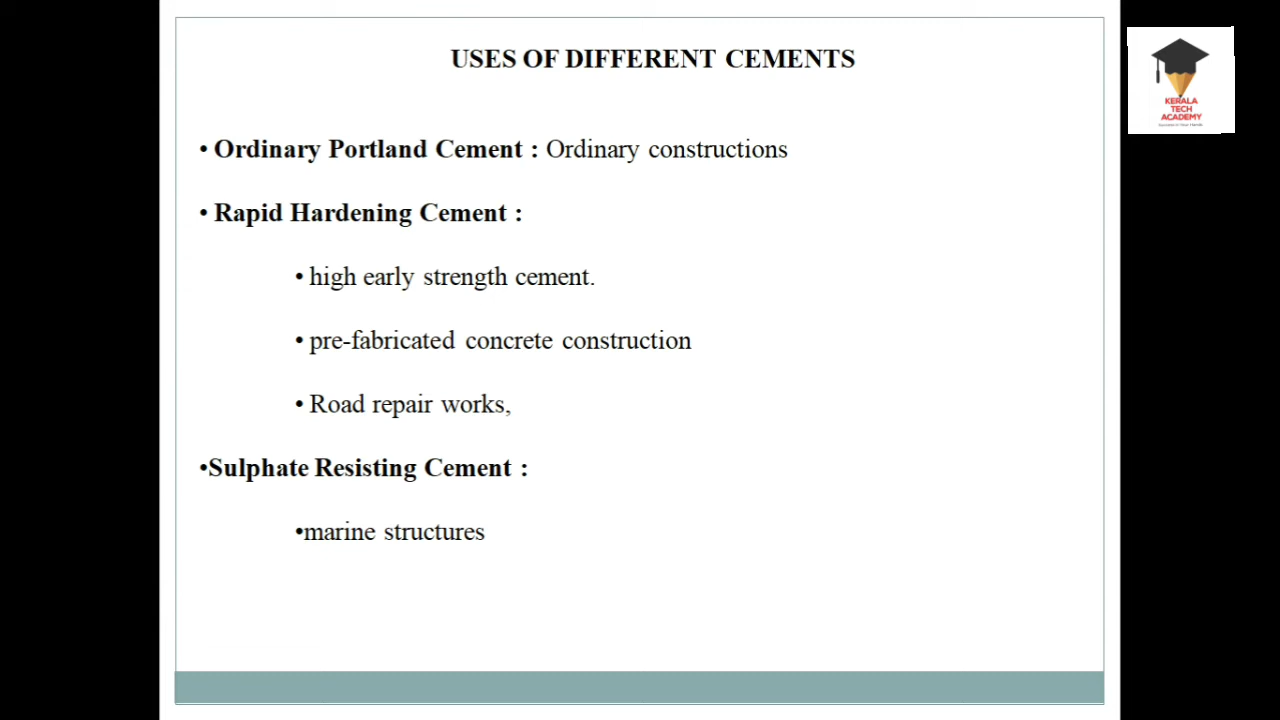 USES OF DIFFERENT CEMENTS
• Ordinary Portland Cement : Ordinary constructions
• Rapid Hardening Cement :
• high early strength cement.
• pre-fabricated concrete construction
• Road repair works,
•Sulphate Resisting Cement :
•marine structures
KERALA
TECH
ACADEMY